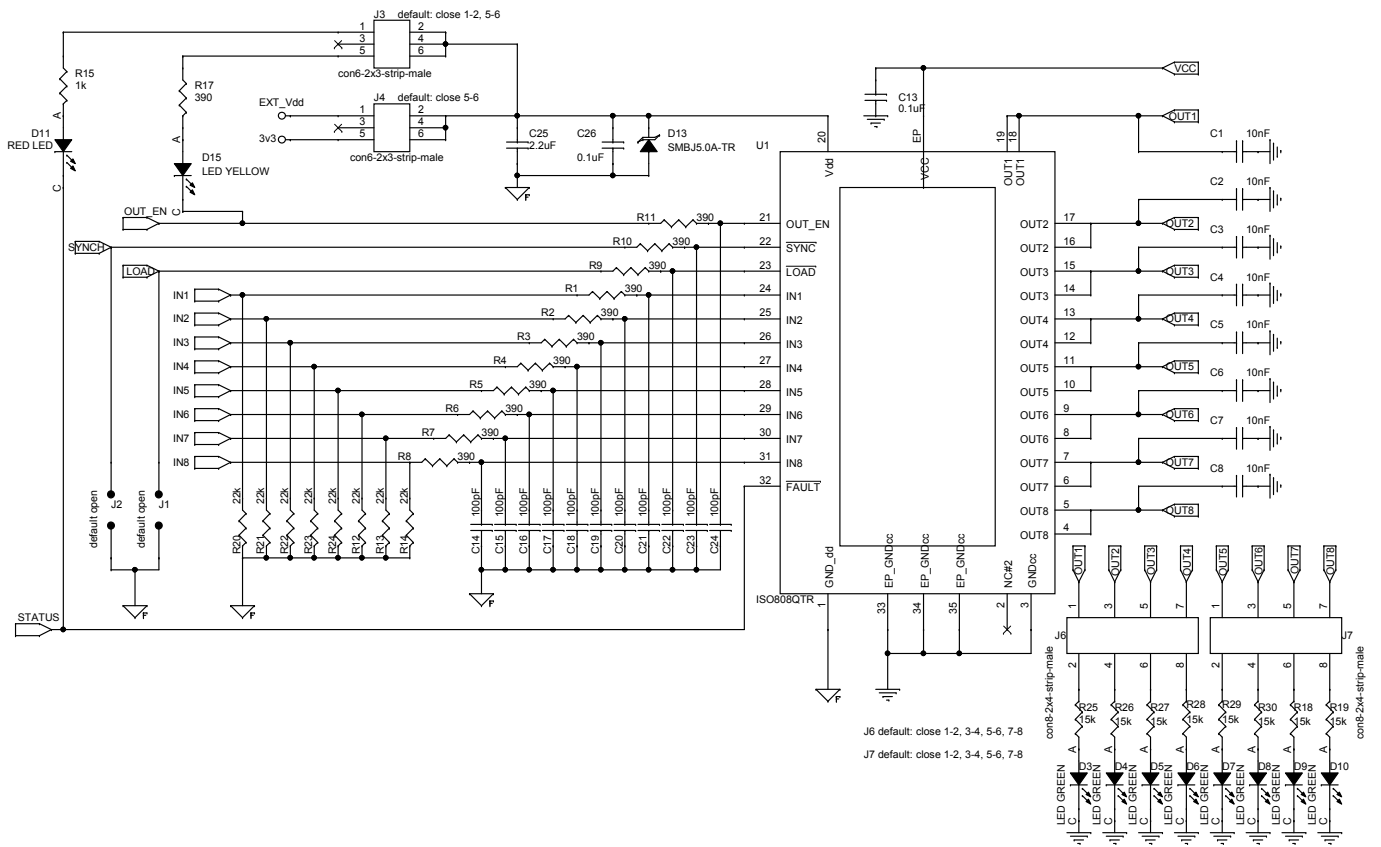 J3 default: close 1-2, 5-6
1 2
3 4
5 6
con6-2x3-strip-male
R15
1k
A
D11
RED LED
C
R17
390
A
D15
LED YELLOW
C
EXT_Vdd
3v3
J4 default: close 5-6
1 2
3 4
5 6
con6-2x3-strip-male
C25
2.2uF
C26
0.1uF
D13
SMBJ5.0A-TR
F
U1
20
Vdd
EP
VCC
C13
0.1uF
VCC
19
18
OUT1
OUT1
OUT1
C1 10nF
OUT_EN
R11 390 21 OUT_EN
SYNCH
R10 390 22 SYNC
LOAD
R9 390 23 LOAD
IN1 R1 390 24 IN1
IN2 R2 390 25 IN2
IN3 R3 390 26 IN3
IN4 R4 390 27 IN4
IN5 R5 390 28 IN5
IN6 R6 390 29 IN6
IN7 R7 390 30 IN7
IN8 R8 390 31 IN8
32 FAULT
C2 10nF
OUT2 17 OUT2
OUT2 16
C3 10nF
OUT3 15 OUT3
OUT3 14
C4 10nF
OUT4 13 OUT4
OUT4 12
C5 10nF
OUT5 11 OUT5
OUT5 10
C6 10nF
OUT6 9 OUT6
OUT6 8
C7 10nF
OUT7 7 OUT7
OUT7 6
C8 10nF
OUT8 5 OUT8
OUT8 4
J2
default open
J1
default open
F
22k 22k 22k 22k 22k 22k 22k 22k
R20 R21 R22 R23 R24 R12 R13 R14
F
100pF 100pF 100pF 100pF 100pF 100pF 100pF 100pF 100pF 100pF 100pF
C14 C15 C16 C17 C18 C19 C20 C21 C22 C23 C24
F
STATUS
ISO808QTR
GND_dd
1
F
EP_GNDcc
33
EP_GNDcc
34
EP_GNDcc
35
NC#2
2
GNDcc
3
OUT1 OUT2 OUT3 OUT4 OUT5 OUT6 OUT7 OUT8
1 3 5 7 1 3 5 7
J6 J7
2 4 6 8 2 4 6 8
con8-2x4-strip-male
con8-2x4-strip-male
R25 R26 R27 R28 R29 R30 R18 R19
15k 15k 15k 15k 15k 15k 15k 15k
A A A A A A A A
D3 D4 D5 D6 D7 D8 D9 D10
LED GREEN LED GREEN LED GREEN LED GREEN LED GREEN LED GREEN LED GREEN LED GREEN
C C C C C C C C
J6 default: close 1-2, 3-4, 5-6, 7-8
J7 default: close 1-2, 3-4, 5-6, 7-8